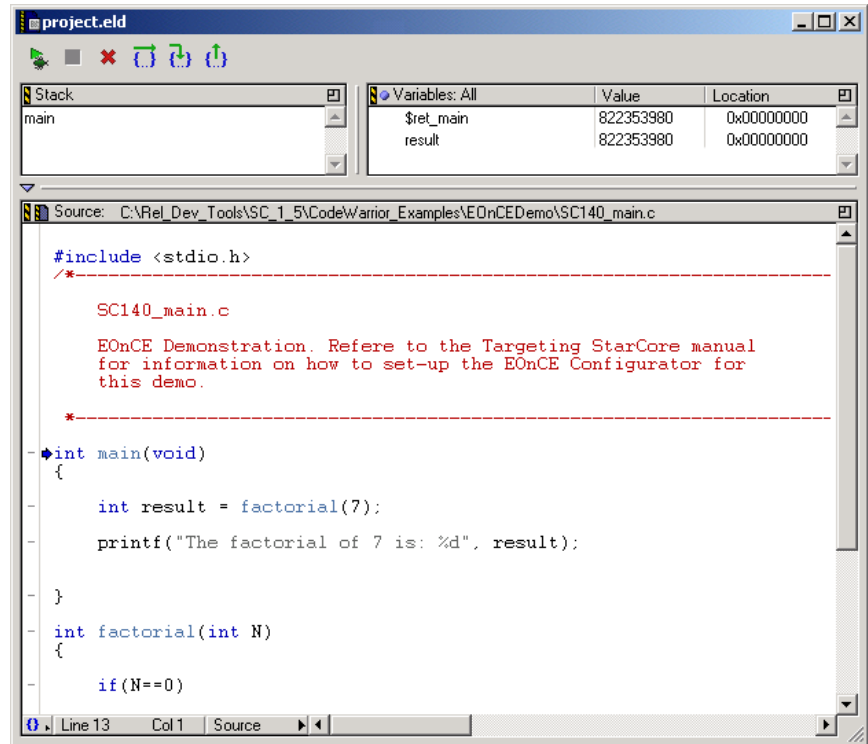 project.eld
Stack
Variables: All Value Location
main
$ret_main 822353980 0x00000000
result 822353980 0x00000000
Source: C:\Rel_Dev_Tools\SC_1_5\CodeWarrior_Examples\EOnCEDemo\SC140_main.c
#include <stdio.h>
/*----------------------------------------------------------------------
SC140_main.c
EOnCE Demonstration. Refere to the Targeting StarCore manual
for information on how to set-up the EOnCE Configurator for
this demo.
*----------------------------------------------------------------------
int main(void)
{
int result = factorial(7);
printf("The factorial of 7 is: %d", result);
}
int factorial(int N)
{
if(N==0)
Line 13 Col 1 Source